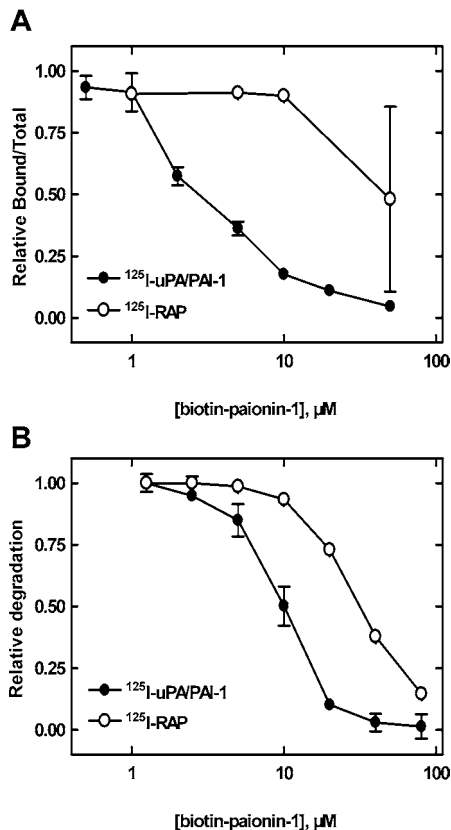 A
Relative Bound/Total
1.00
0.75
0.50
0.25
0.00
¹²⁵I-uPA/PAI-1
¹²⁵I-RAP
1
10
100
[biotin-paionin-1], µM
B
Relative degradation
1.00
0.75
0.50
0.25
0.00
¹²⁵I-uPA/PAI-1
¹²⁵I-RAP
1
10
100
[biotin-paionin-1], µM